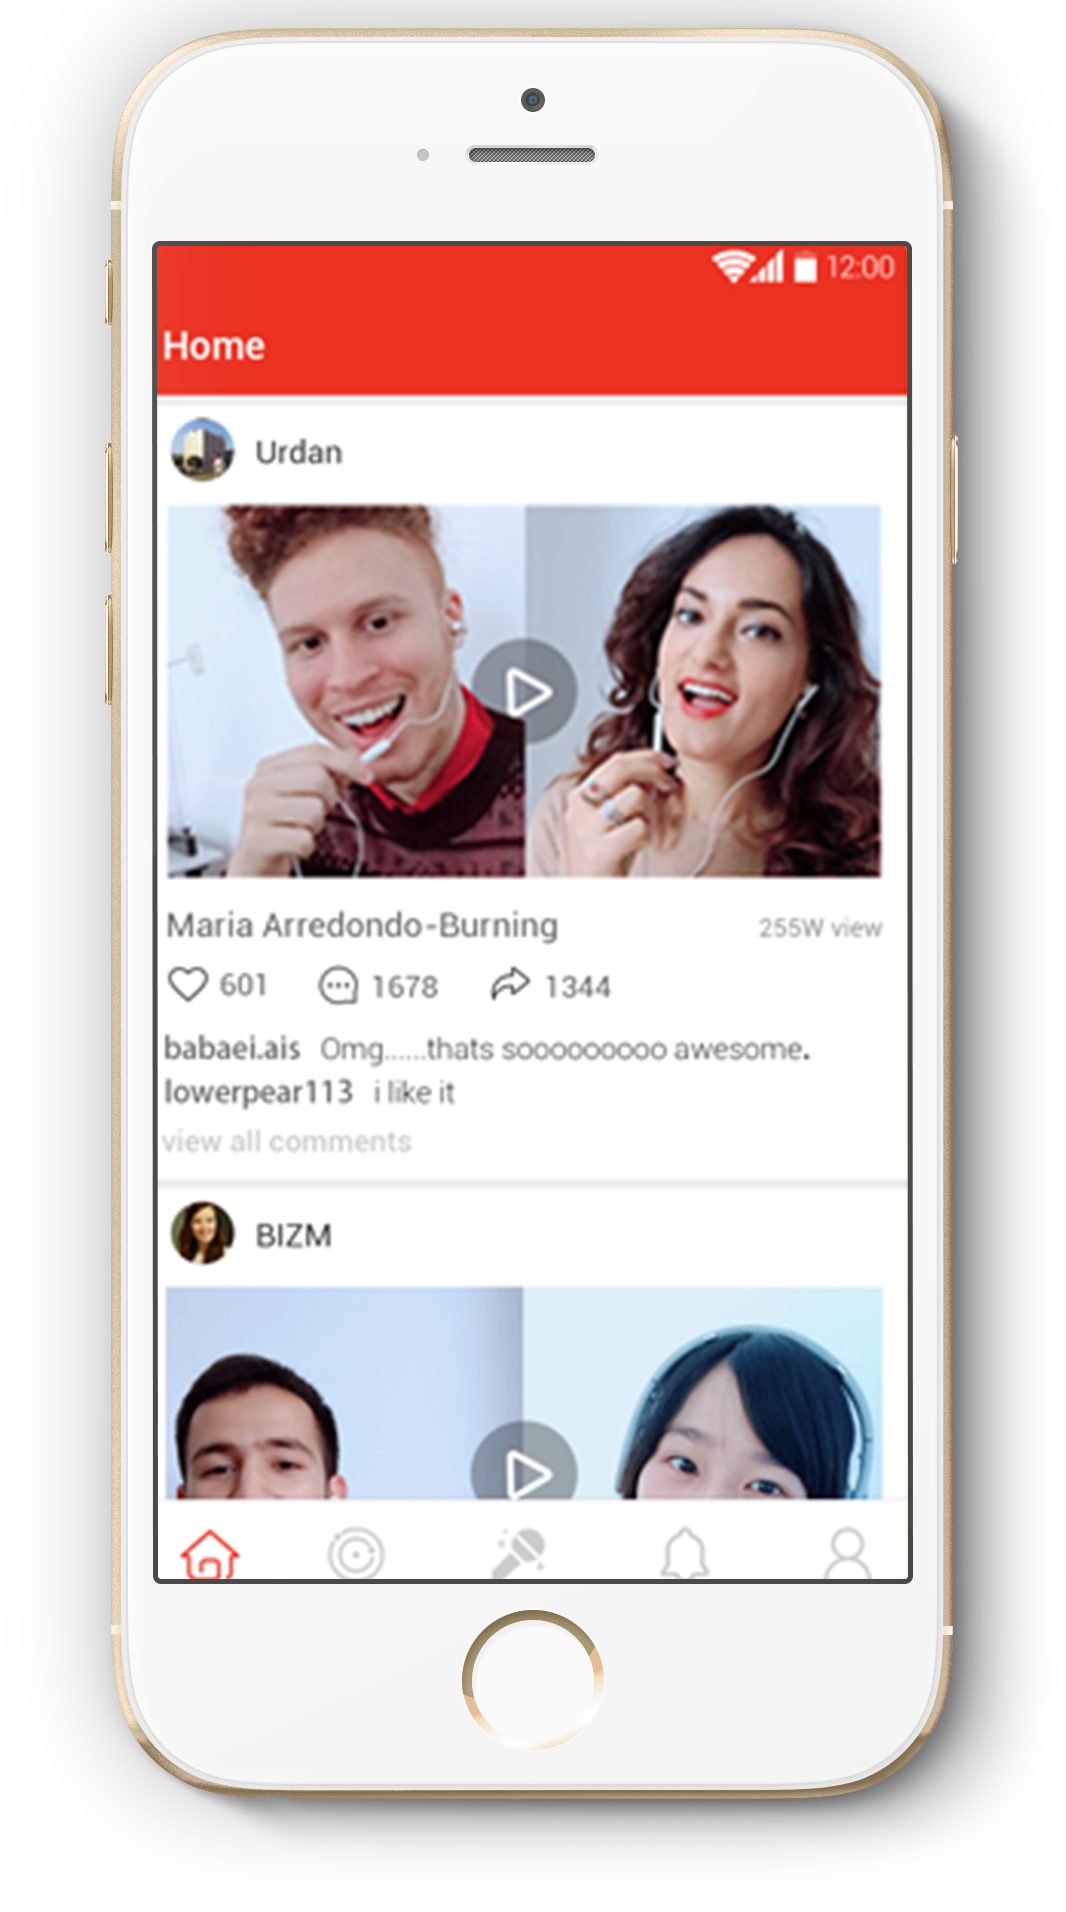 12:00
Home
Urdan
Maria Arredondo-Burning
255W view
601 1678 1344
babaei.ais Omg......thats sooooooooo awesome.
lowerpear113 i like it
view all comments
BIZM